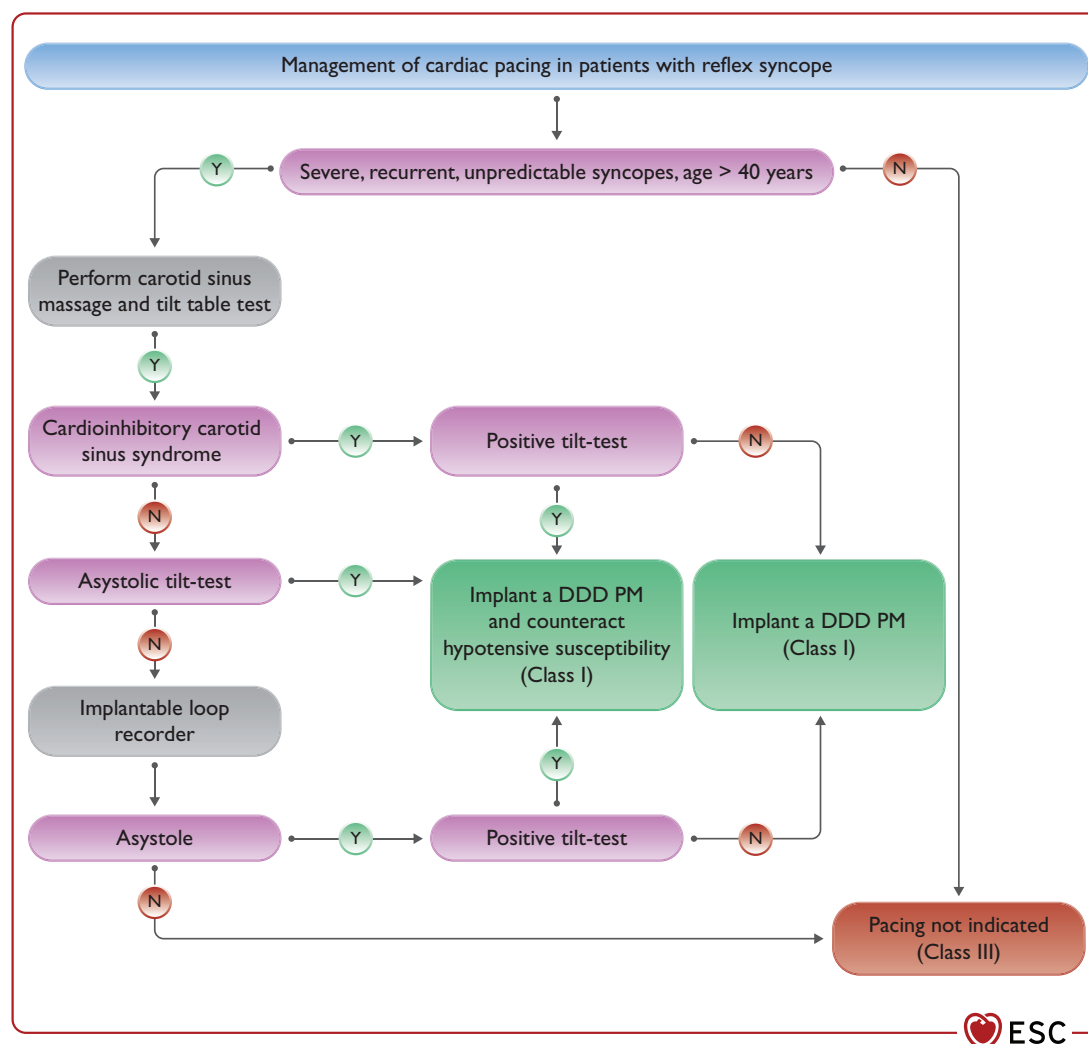 Management of cardiac pacing in patients with reflex syncope
Y
Severe, recurrent, unpredictable syncopes, age > 40 years
N
Perform carotid sinus
massage and tilt table test
Y
Cardioinhibitory carotid
sinus syndrome
Y
Positive tilt-test
N
N
Y
Asystolic tilt-test
Y
Implant a DDD PM
and counteract
hypotensive susceptibility
(Class I)
Implant a DDD PM
(Class I)
N
Implantable loop
recorder
Y
Asystole
Y
Positive tilt-test
N
N
Pacing not indicated
(Class III)
ESC